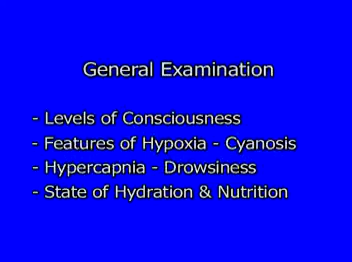 General Examination
- Levels of Consciousness
- Features of Hypoxia - Cyanosis
- Hypercapnia - Drowsiness
- State of Hydration & Nutrition